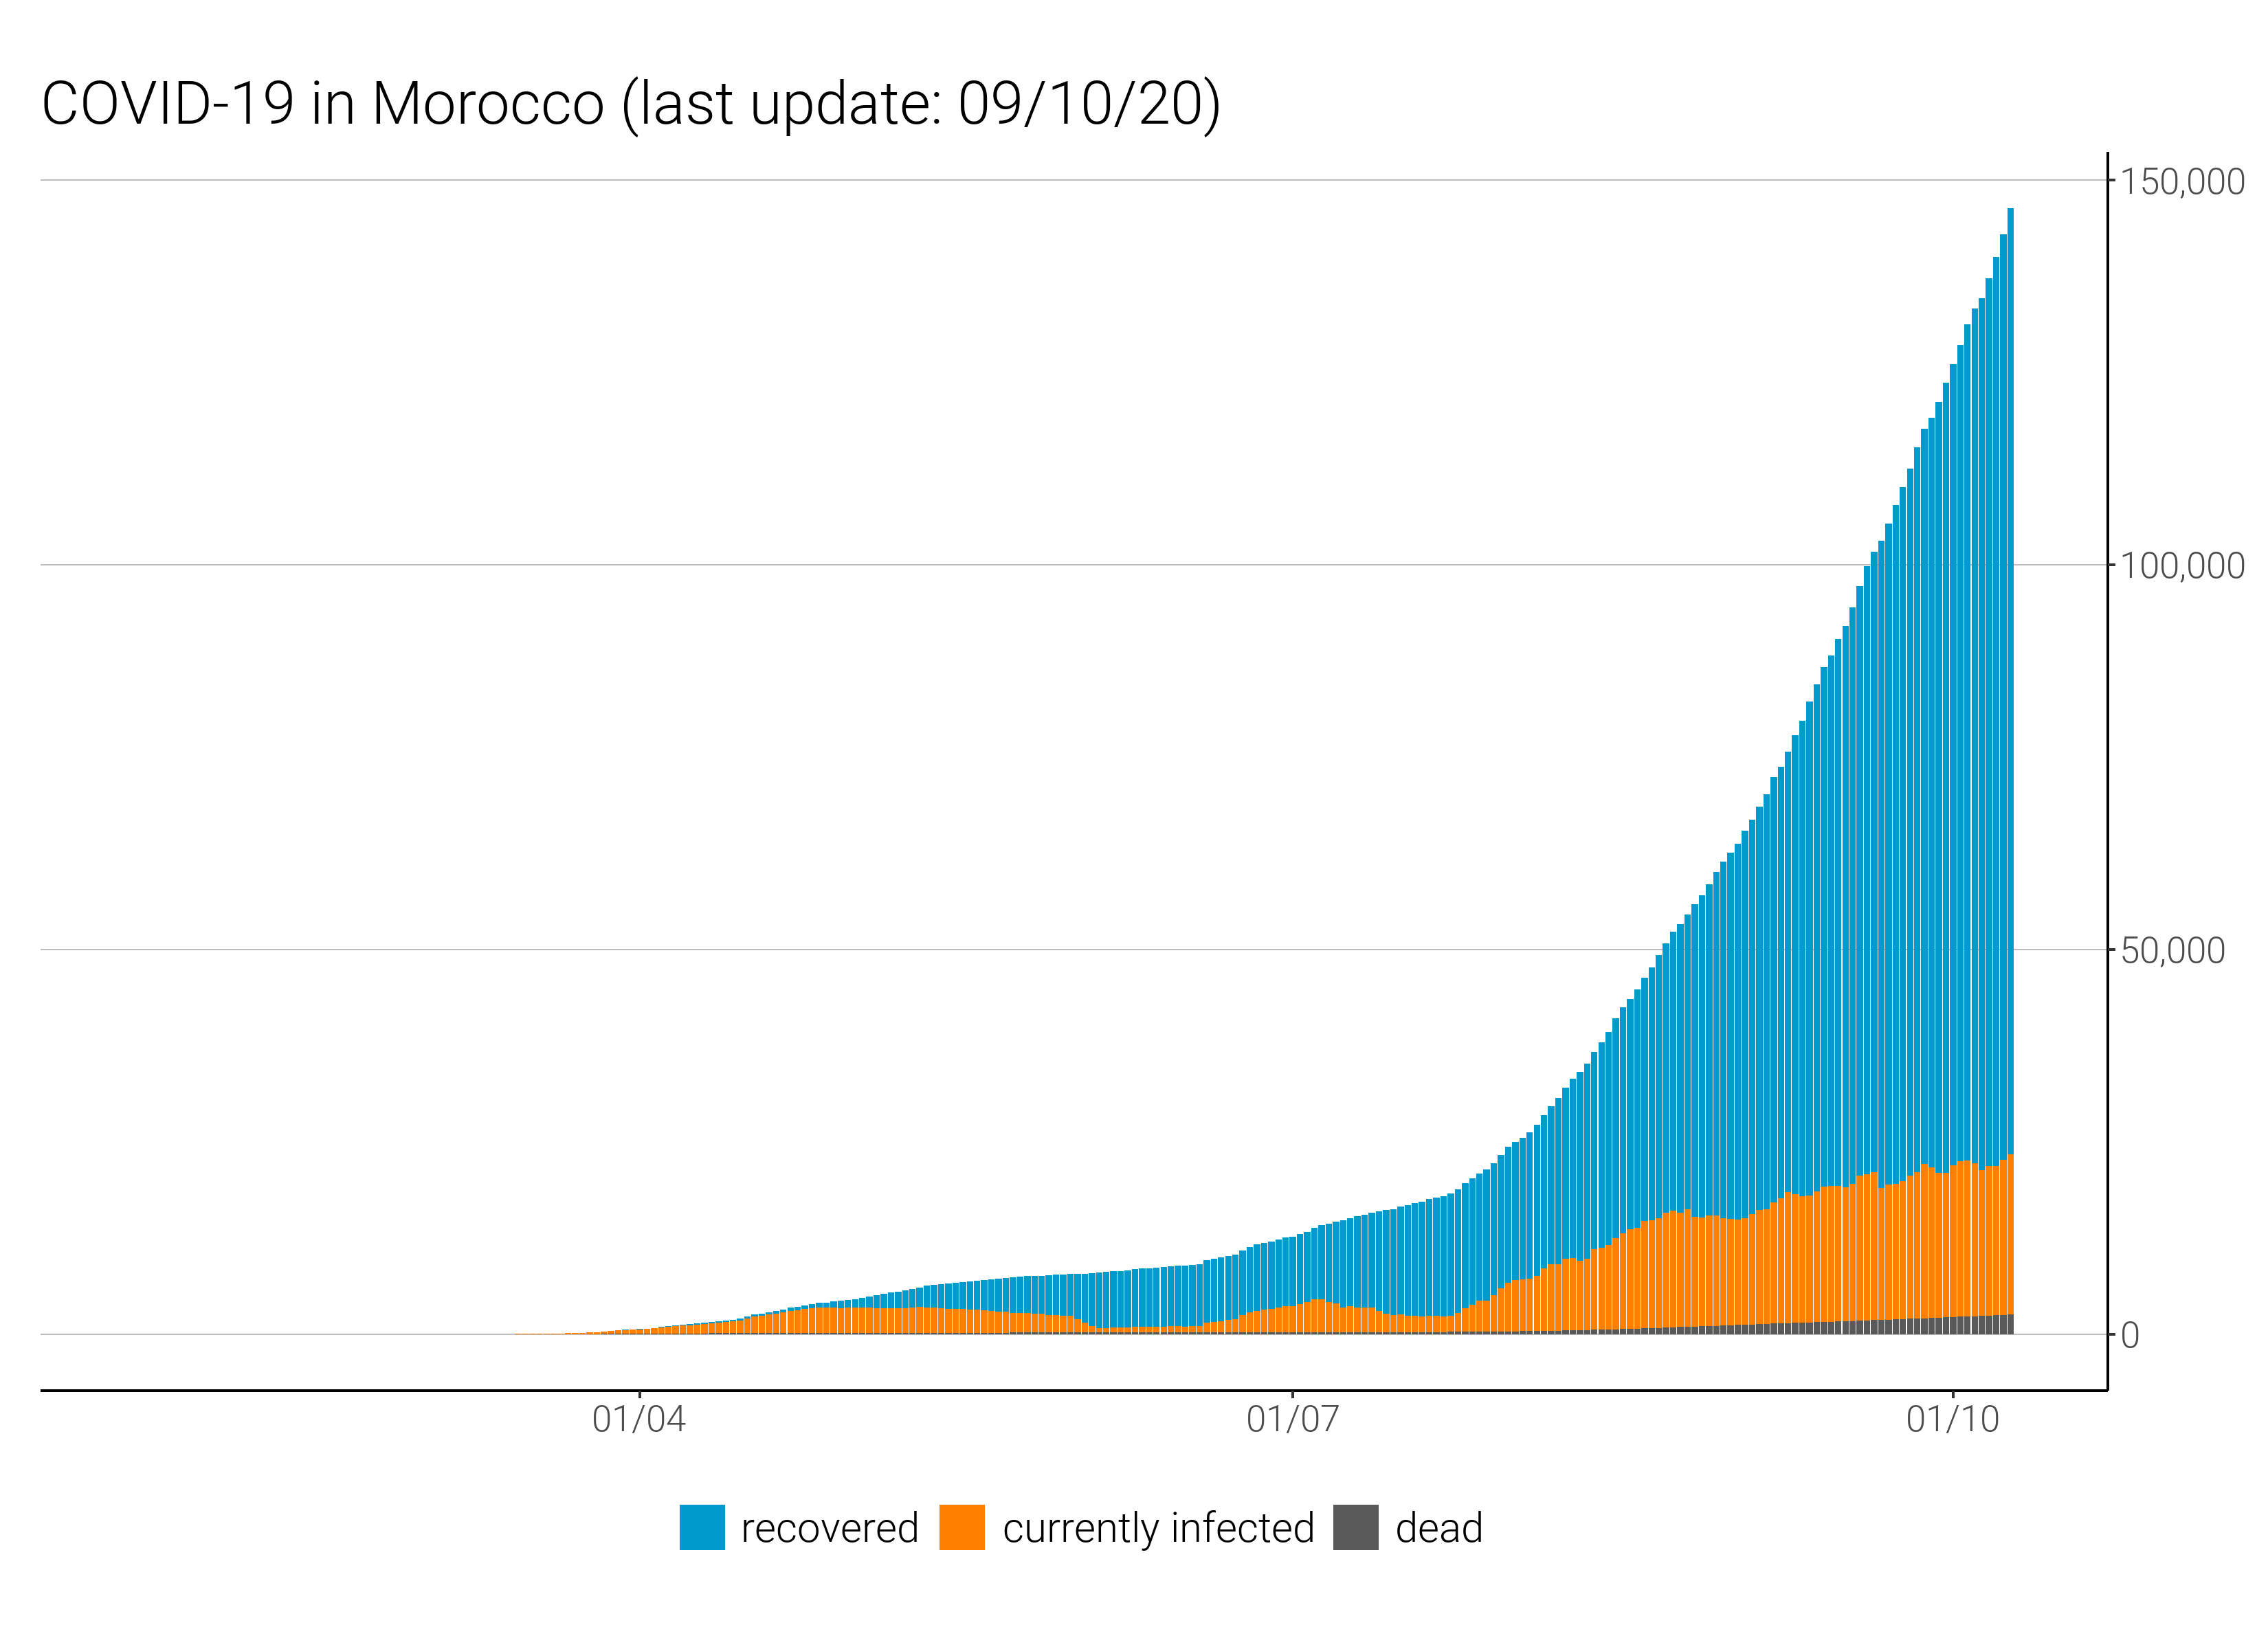 COVID-19 in Morocco (last update: 09/10/20)
150,000
100,000
50,000
0
01/04 01/07 01/10
recovered currently infected dead